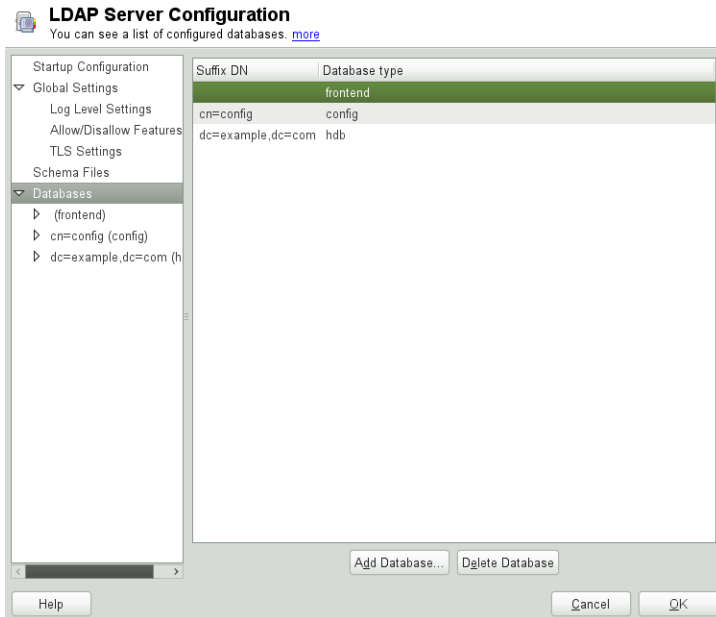 LDAP Server Configuration
You can see a list of configured databases. more
Startup Configuration
Global Settings
Log Level Settings
Allow/Disallow Features
TLS Settings
Schema Files
Databases
(frontend)
cn=config (config)
dc=example,dc=com (h
Suffix DN Database type
frontend
cn=config config
dc=example,dc=com hdb
Add Database... Delete Database
Help Cancel OK